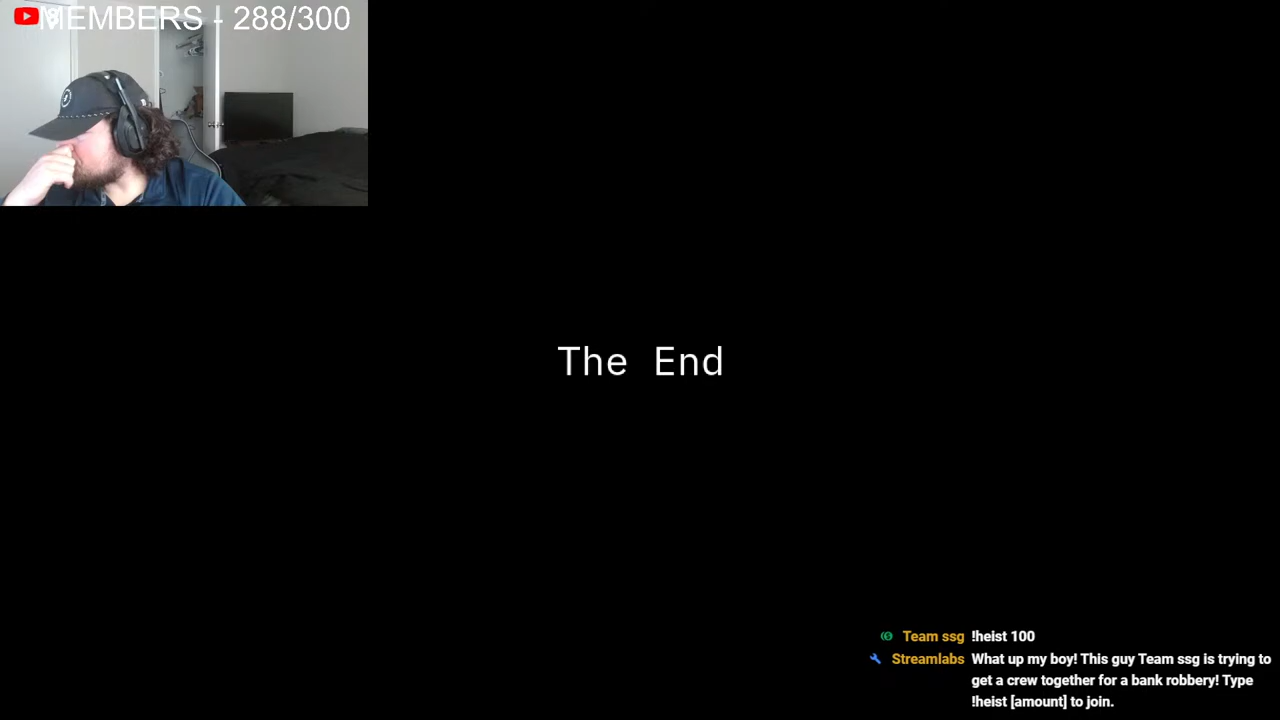 MEMBERS - 288/300
The End
Team ssg !heist 100
Streamlabs What up my boy! This guy Team ssg is trying to
get a crew together for a bank robbery! Type
!heist [amount] to join.